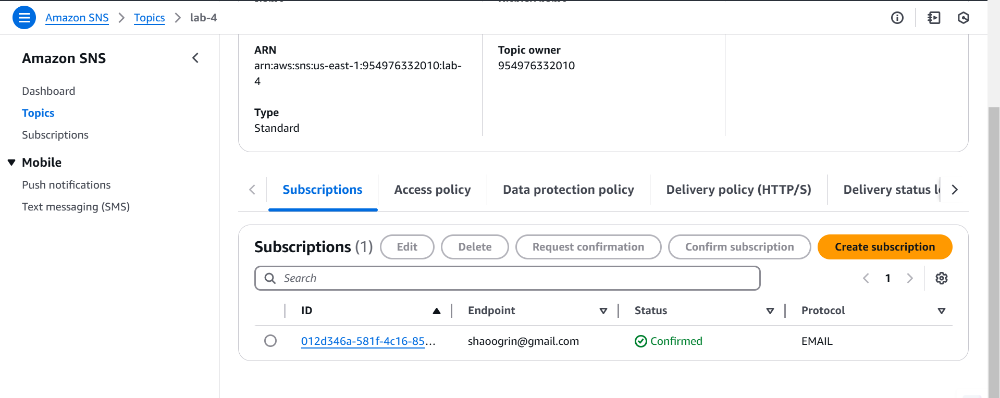 Amazon SNS > Topics > lab-4
Amazon SNS
Dashboard
Topics
Subscriptions
Mobile
Push notifications
Text messaging (SMS)
ARN
arn:aws:sns:us-east-1:954976332010:lab-
4
Type
Standard
Topic owner
954976332010
Subscriptions
Access policy
Data protection policy
Delivery policy (HTTP/S)
Delivery status
Subscriptions (1)
Edit
Delete
Request confirmation
Confirm subscription
Create subscription
Search
1
ID
Endpoint
Status
Protocol
012d346a-581f-4c16-85...
shaoogrin@gmail.com
Confirmed
EMAIL